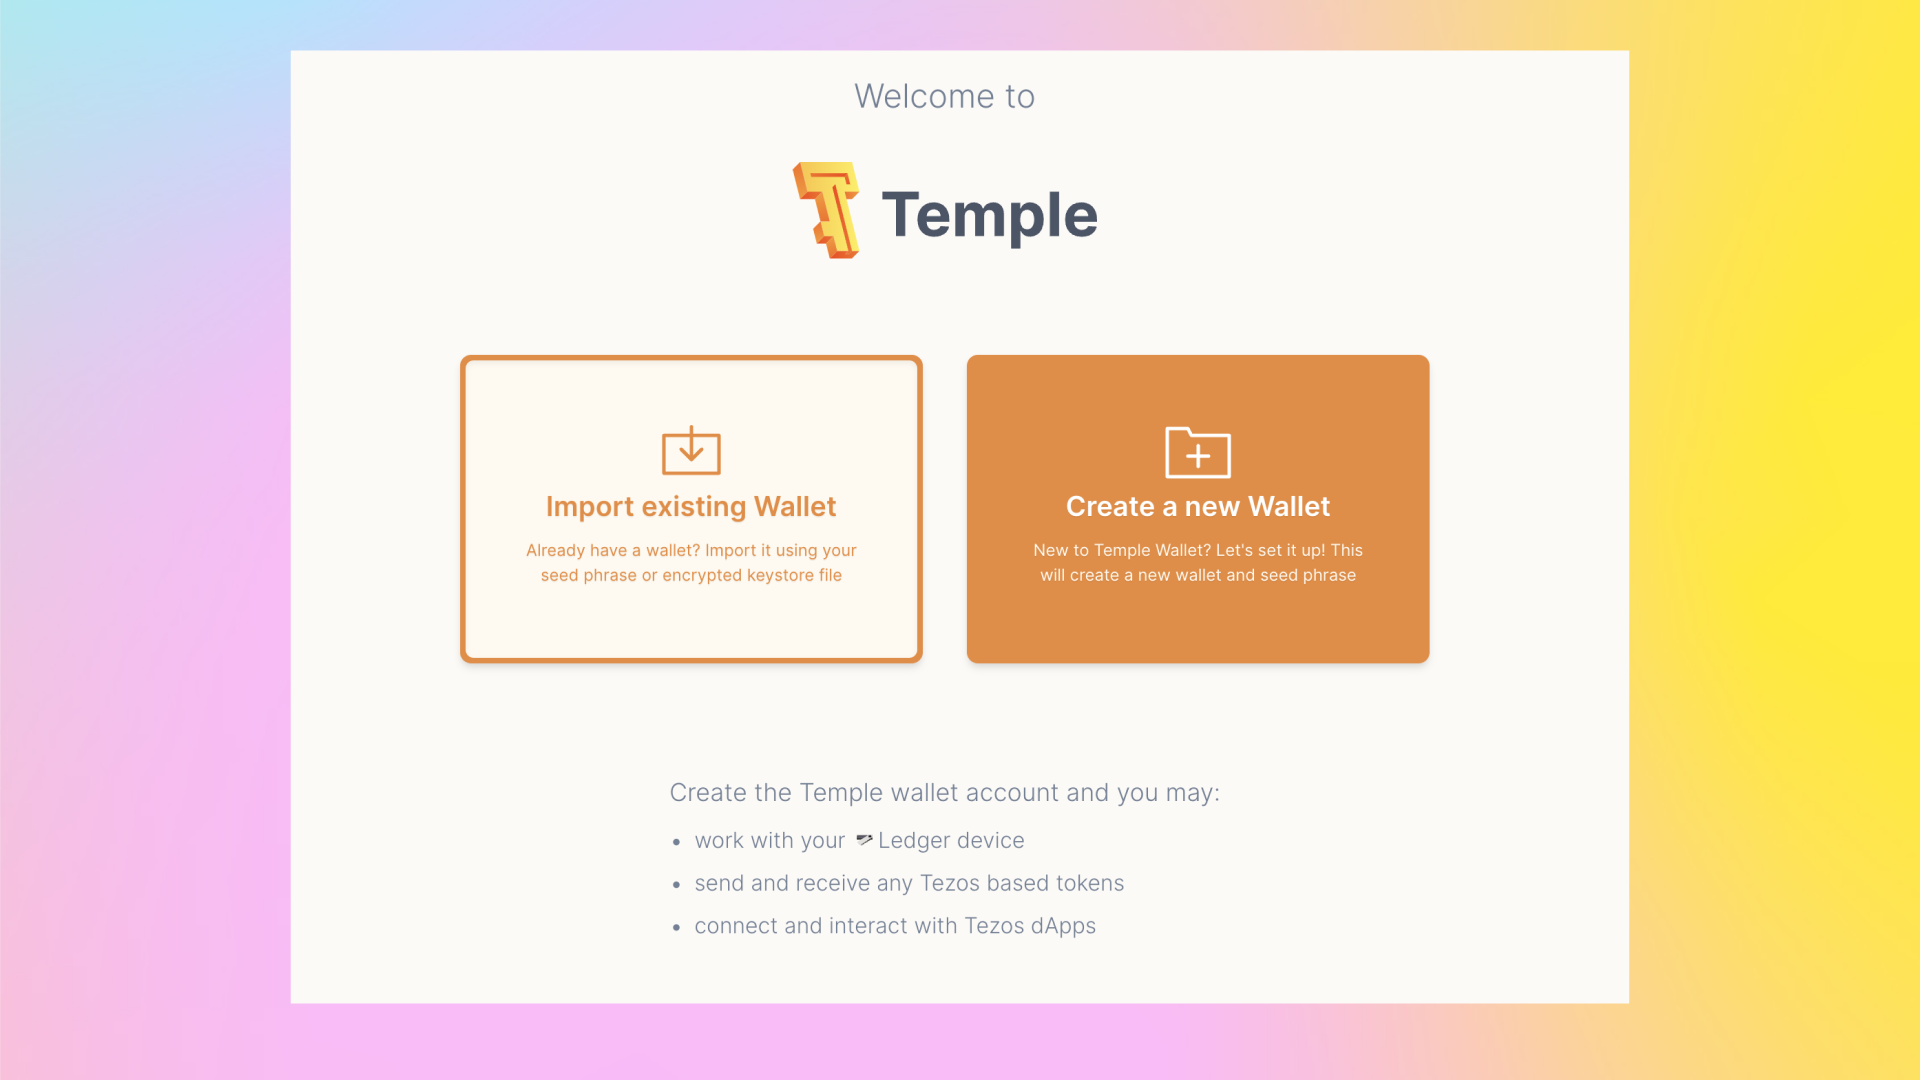 Welcome to
Temple
Import existing Wallet
Already have a wallet? Import it using your
seed phrase or encrypted keystore file
Create a new Wallet
New to Temple Wallet? Let's set it up! This
will create a new wallet and seed phrase
Create the Temple wallet account and you may:
• work with your Ledger device
• send and receive any Tezos based tokens
• connect and interact with Tezos dApps